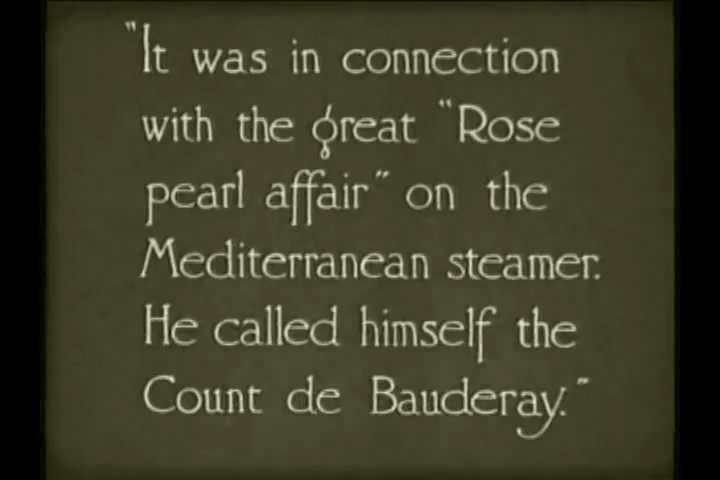 "It was in connection
with the great "Rose
pearl affair" on the
Mediterranean steamer.
He called himself the
Count de Bauderay."